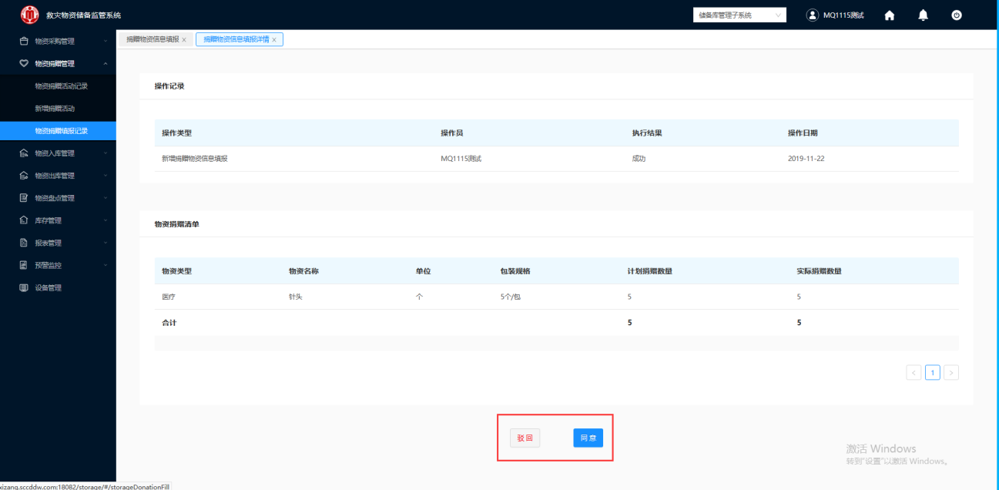 救灾物资储备监管系统 储备库管理子系统 MQ1115测试
物资采购管理
捐赠物资信息填报 × 捐赠物资信息填报详情 ×
物资捐赠管理
物资捐赠活动记录
新增捐赠活动
物资捐赠填报记录
物资入库管理
物资出库管理
物资盘点管理
库存管理
报表管理
预警监控
设备管理
操作记录
操作类型 操作员 执行结果 操作日期
新增捐赠物资信息填报 MQ1115测试 成功 2019-11-22
物资捐赠清单
物资类型 物资名称 单位 包装规格 计划捐赠数量 实际捐赠数量
医疗 针头 个 5个/包 5 5
合计 5 5
< 1 >
驳回 同意
激活 Windows
转到"设置"以激活 Windows。
xizang.sccddw.com:18082/storage/#/storageDonationFill